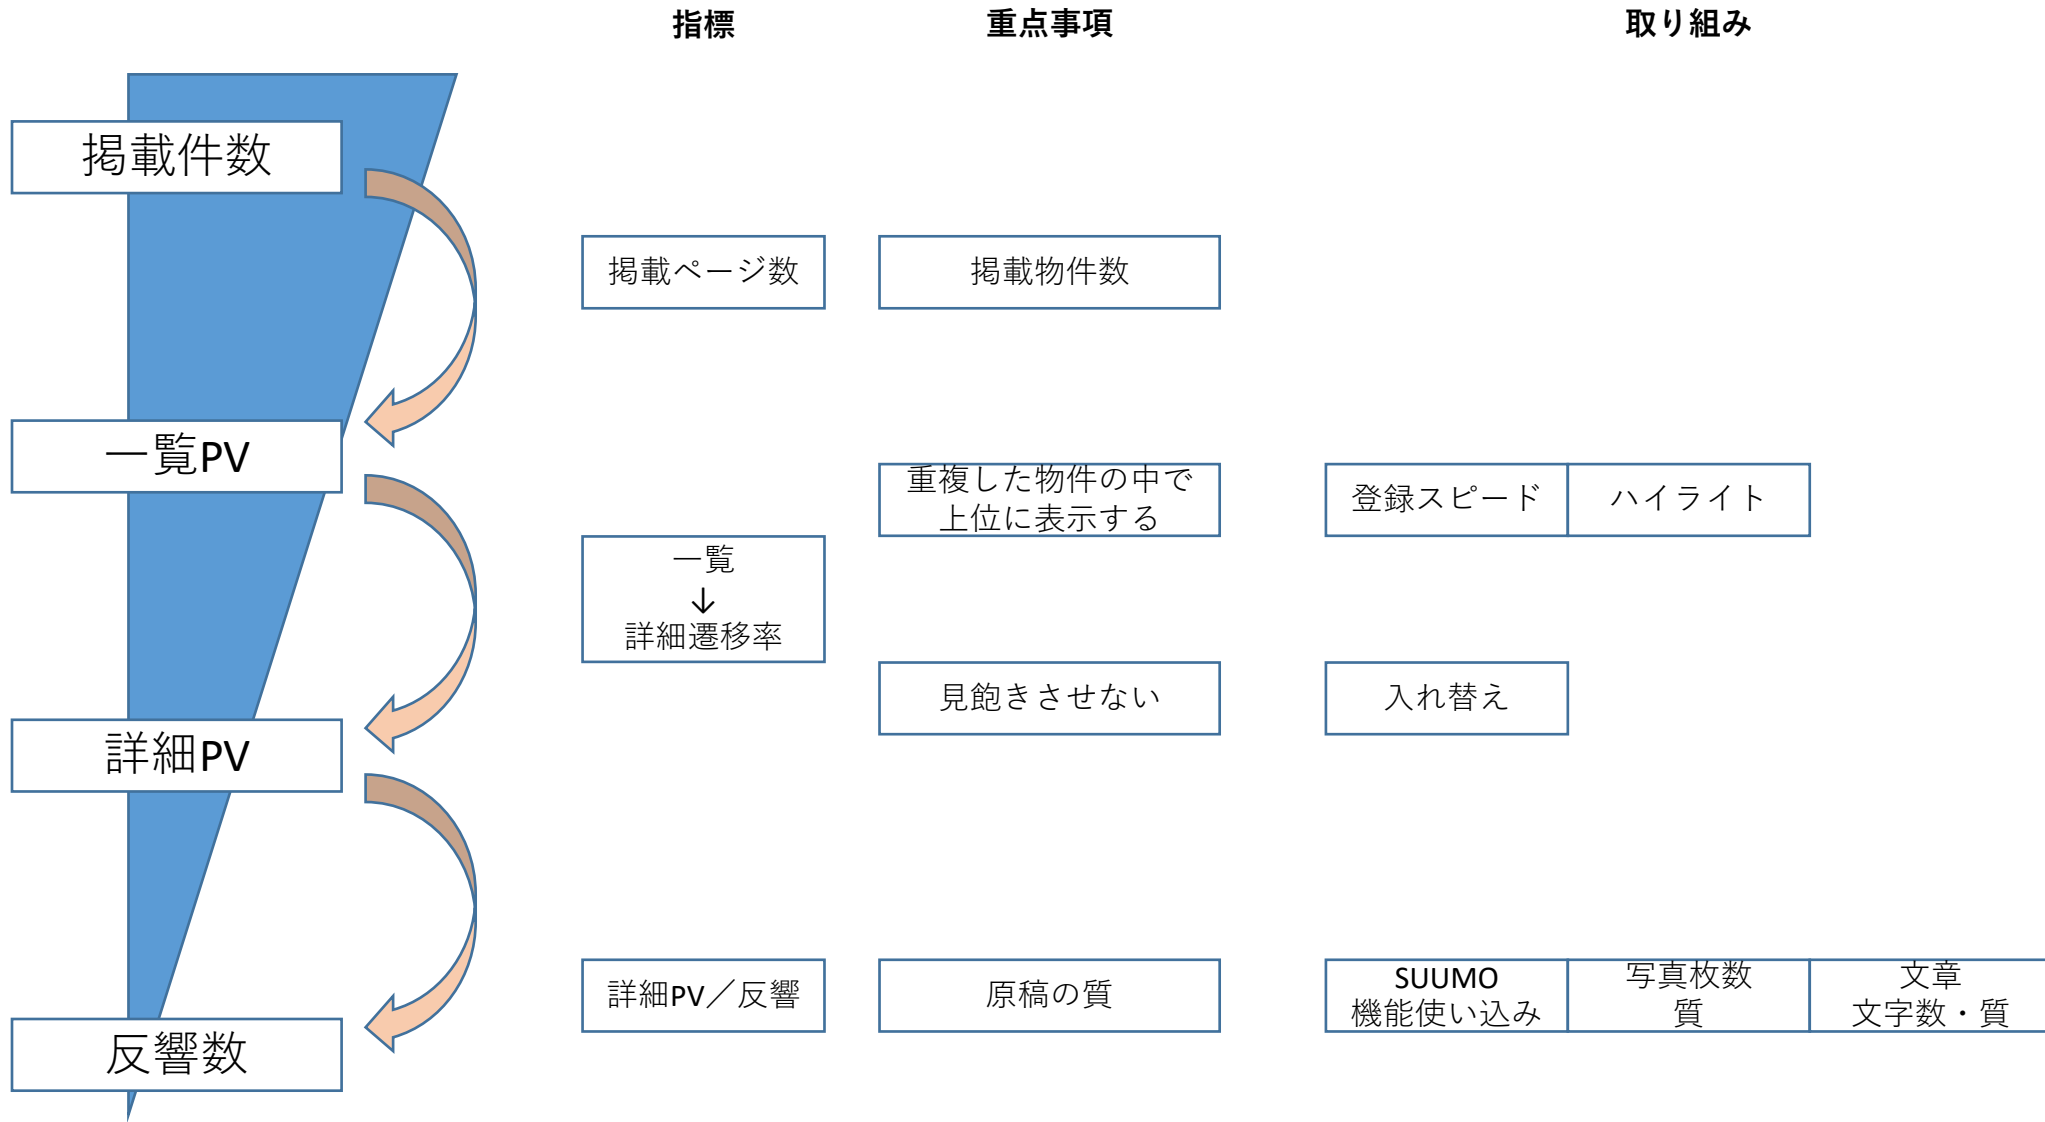 指標
重点事項
取り組み
掲載件数
掲載ページ数
掲載物件数
一覧PV
重複した物件の中で
上位に表示する
登録スピード
ハイライト
一覧
↓
詳細遷移率
見飽きさせない
入れ替え
詳細PV
詳細PV／反響
原稿の質
SUUMO
機能使い込み
写真枚数
質
文章
文字数・質
反響数